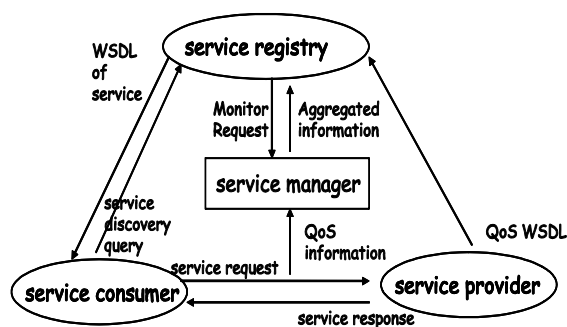 service registry
WSDL
of
service
Monitor
Request
Aggregated
information
service manager
service
discovery
query
QoS
information
QoS WSDL
service request
service consumer
service provider
service response